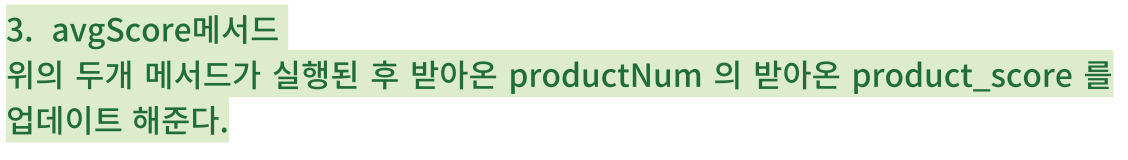 3. avgScore메서드
위의 두개 메서드가 실행된 후 받아온 productNum 의 받아온 product_score 를
업데이트 해준다.